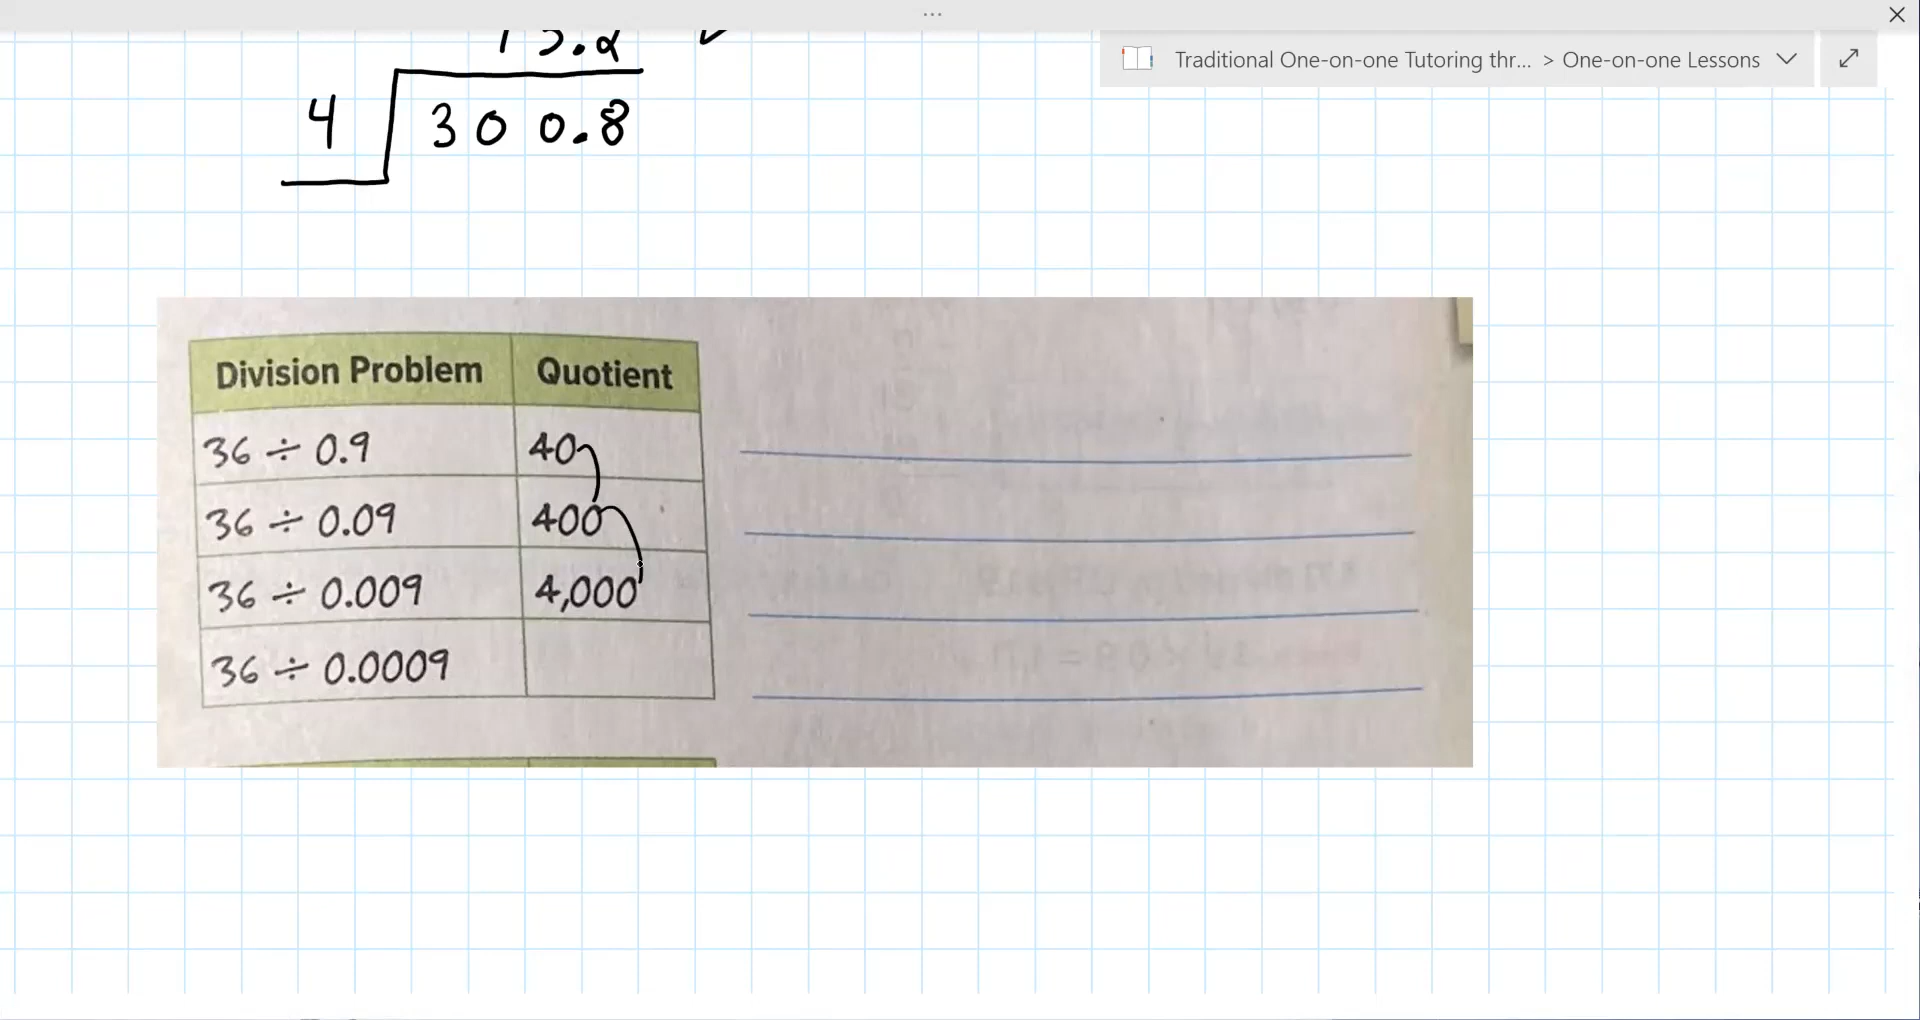 ...
Traditional One-on-one Tutoring thr... > One-on-one Lessons
4 300.8
Division Problem Quotient
36 ÷ 0.9 40
36 ÷ 0.09 400
36 ÷ 0.009 4,000
36 ÷ 0.0009